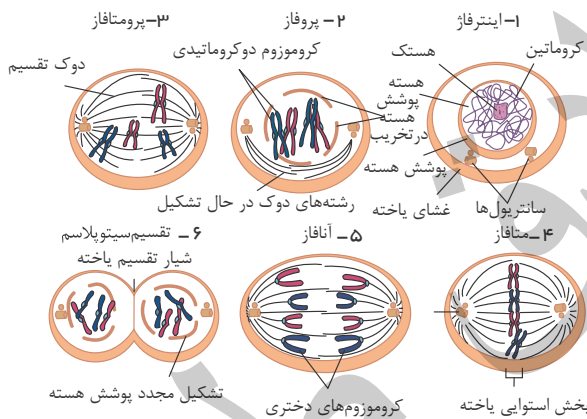 ۱- اینترفاژ
کروماتین
هستک
هسته
پوشش هسته
سانتریول‌ها
غشای یاخته
۲- پروفاز
کروموزوم دوکروماتیدی
پوشش
هسته
درتخریب
رشته‌های دوک در حال تشکیل
۳- پرومتافاز
دوک تقسیم
۴- متافاز
بخش استوایی یاخته
۵- آنافاز
کروموزوم‌های دختری
۶- تقسیم‌سیتوپلاسم
شیار تقسیم یاخته
تشکیل مجدد پوشش هسته